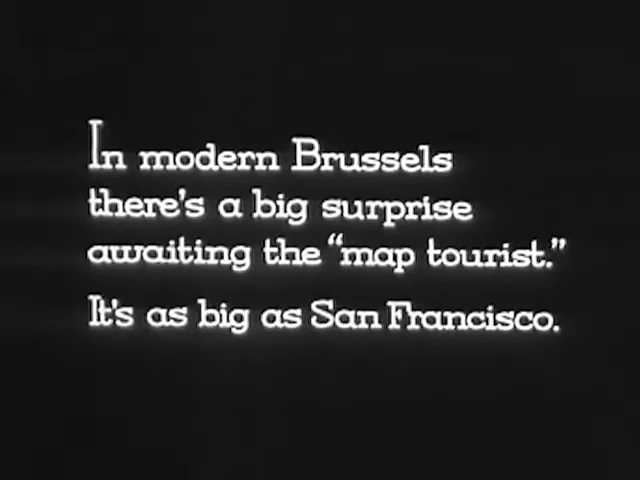 In modern Brussels
there's a big surprise
awaiting the "map tourist."
It's as big as San Francisco.